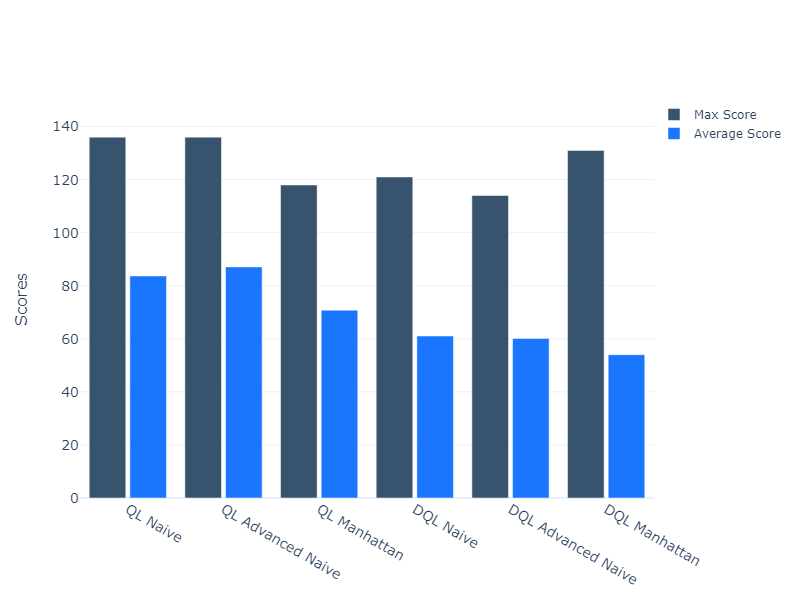 Max Score
Average Score
140
120
100
80
60
40
20
0
Scores
QL Naive
QL Advanced Naive
QL Manhattan
DQL Naive
DQL Advanced Naive
DQL Manhattan